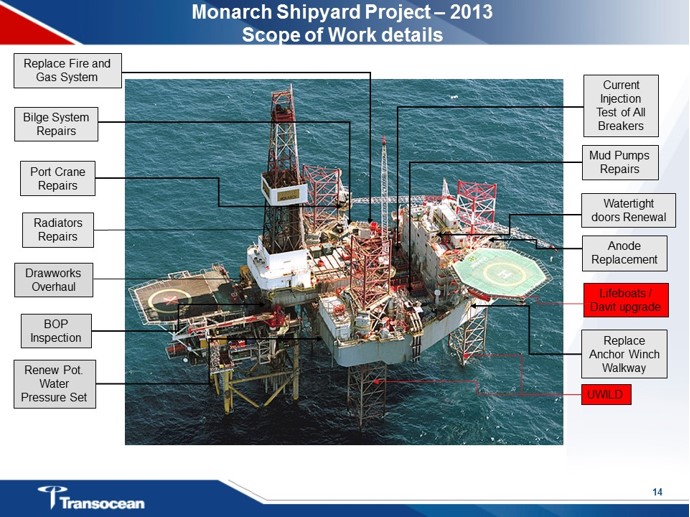 Monarch Shipyard Project – 2013
Scope of Work details
Replace Fire and
Gas System
Bilge System
Repairs
Port Crane
Repairs
Radiators
Repairs
Drawworks
Overhaul
BOP
Inspection
Renew Pot.
Water
Pressure Set
Current
Injection
Test of All
Breakers
Mud Pumps
Repairs
Watertight
doors Renewal
Anode
Replacement
Lifeboats /
Davit upgrade
Replace
Anchor Winch
Walkway
UWILD
H
Transocean
14